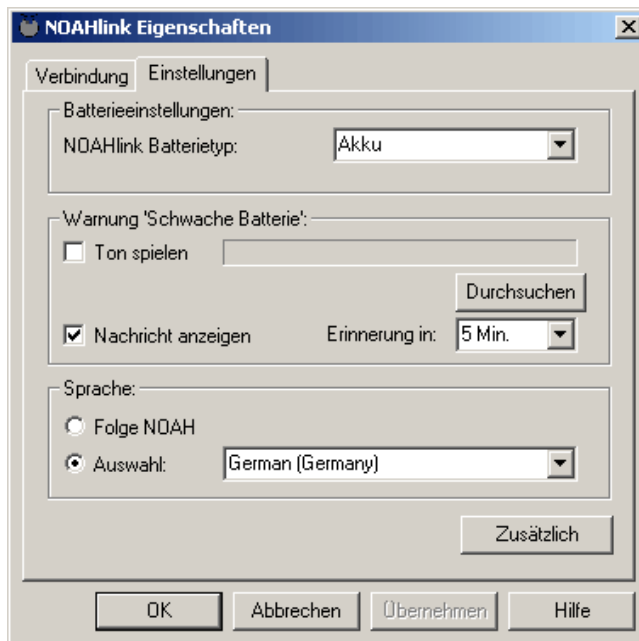 NOAHlink Eigenschaften
Verbindung Einstellungen
Batterieeinstellungen:
NOAHlink Batterietyp: Akku
Warnung 'Schwache Batterie':
Ton spielen
Durchsuchen
Nachricht anzeigen Erinnerung in: 5 Min.
Sprache:
Folge NOAH
Auswahl: German (Germany)
Zusätzlich
OK Abbrechen Übernehmen Hilfe